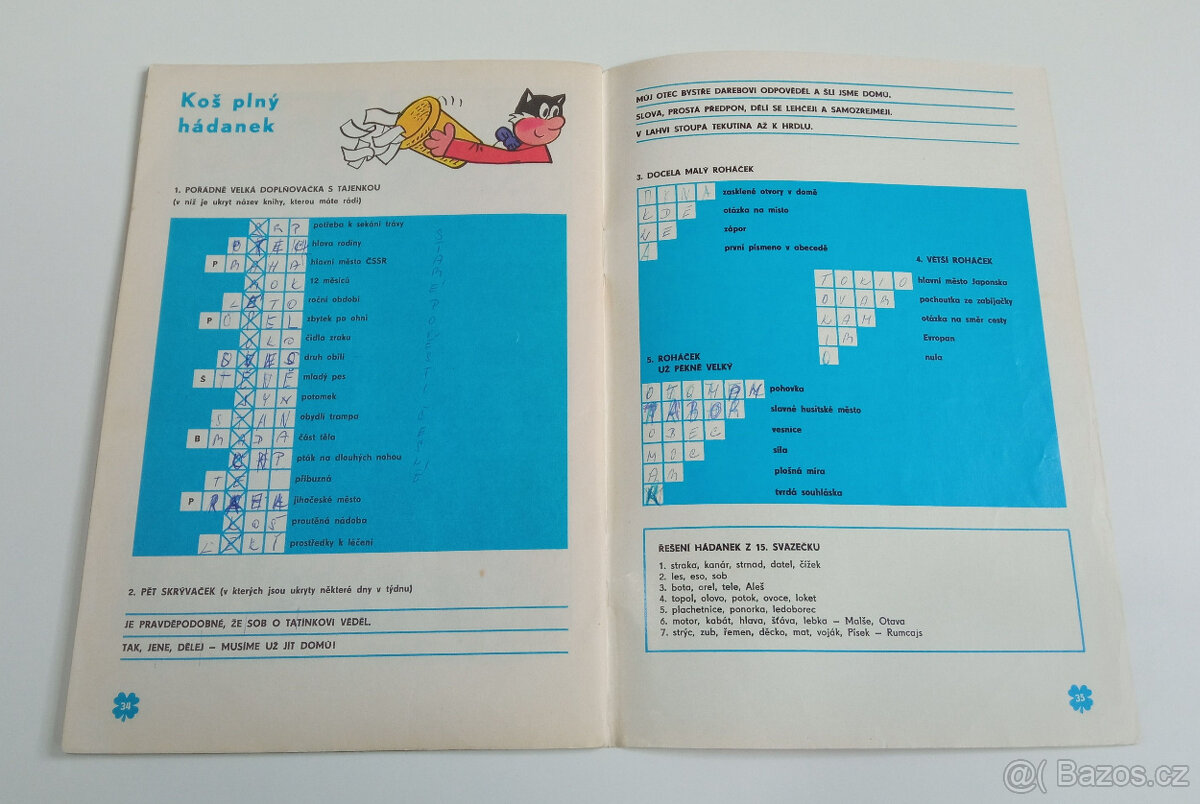 Koš plný
hádanek
1. POŘÁDNĚ VELKÁ DOPLŇOVAČKA S TAJENKOU
(v níž je ukryt název knihy, kterou máte rádi)
potřeba k sekání trávy
hlava rodiny
P R A H A hlavní město ČSSR
R O K 12 měsíců
L E T O roční období
P O P E L zbytek po ohni
čidla zraku
O V E S druh obilí
S T E N Ě mladý pes
S Y N potomek
S T A N obydlí trampa
B R A D A část těla
Č Á P pták na dlouhých nohou
T E příbuzná
P jihočeské město
K O Š proutěná nádoba
L É K Y prostředky k léčení
2. PĚT SKRÝVAČEK (v kterých jsou ukryty některé dny v týdnu)
JE PRAVDĚPODOBNÉ, ŽE SOB O TATÍNKOVI VĚDĚL.
TAK, JENE, DĚLEJ – MUSÍME UŽ JÍT DOMŮ!
34
MŮJ OTEC BYSTŘE DAREBOVI ODPOVĚDĚL A ŠLI JSME DOMŮ.
SLOVA, PROSTA PŘEDPON, DĚLÍ SE LEHČEJI A SAMOZŘEJMĚJI.
V LAHVI STOUPÁ TEKUTINA AŽ K HRDLU.
3. DOCELA MALÝ ROHÁČEK
O K N A zasklené otvory v domě
K D E otázka na místo
N E zápor
A první písmeno v abecedě
4. VĚTŠÍ ROHÁČEK
T O K I O hlavní město Japonska
O V A R pochoutka ze zabijačky
K A M otázka na směr cesty
I R Evropan
O nula
5. ROHÁČEK
UŽ PĚKNĚ VELKÝ
O T O M A N pohovka
T Á B O R slavné husitské město
O B E C vesnice
M O C síla
A R plošná míra
N tvrdá souhláska
ŘEŠENÍ HÁDANEK Z 15. SVAZEČKU
1. straka, kanár, strnad, datel, čížek
2. les, eso, sob
3. bota, orel, tele, Aleš
4. topol, olovo, potok, ovoce, loket
5. plachetnice, ponorka, ledoborec
6. motor, kabát, hlava, šťáva, lebka – Malše, Otava
7. strýc, zub, řemen, děcko, mat, voják, Písek – Rumcajs
35
@( Bazos.cz